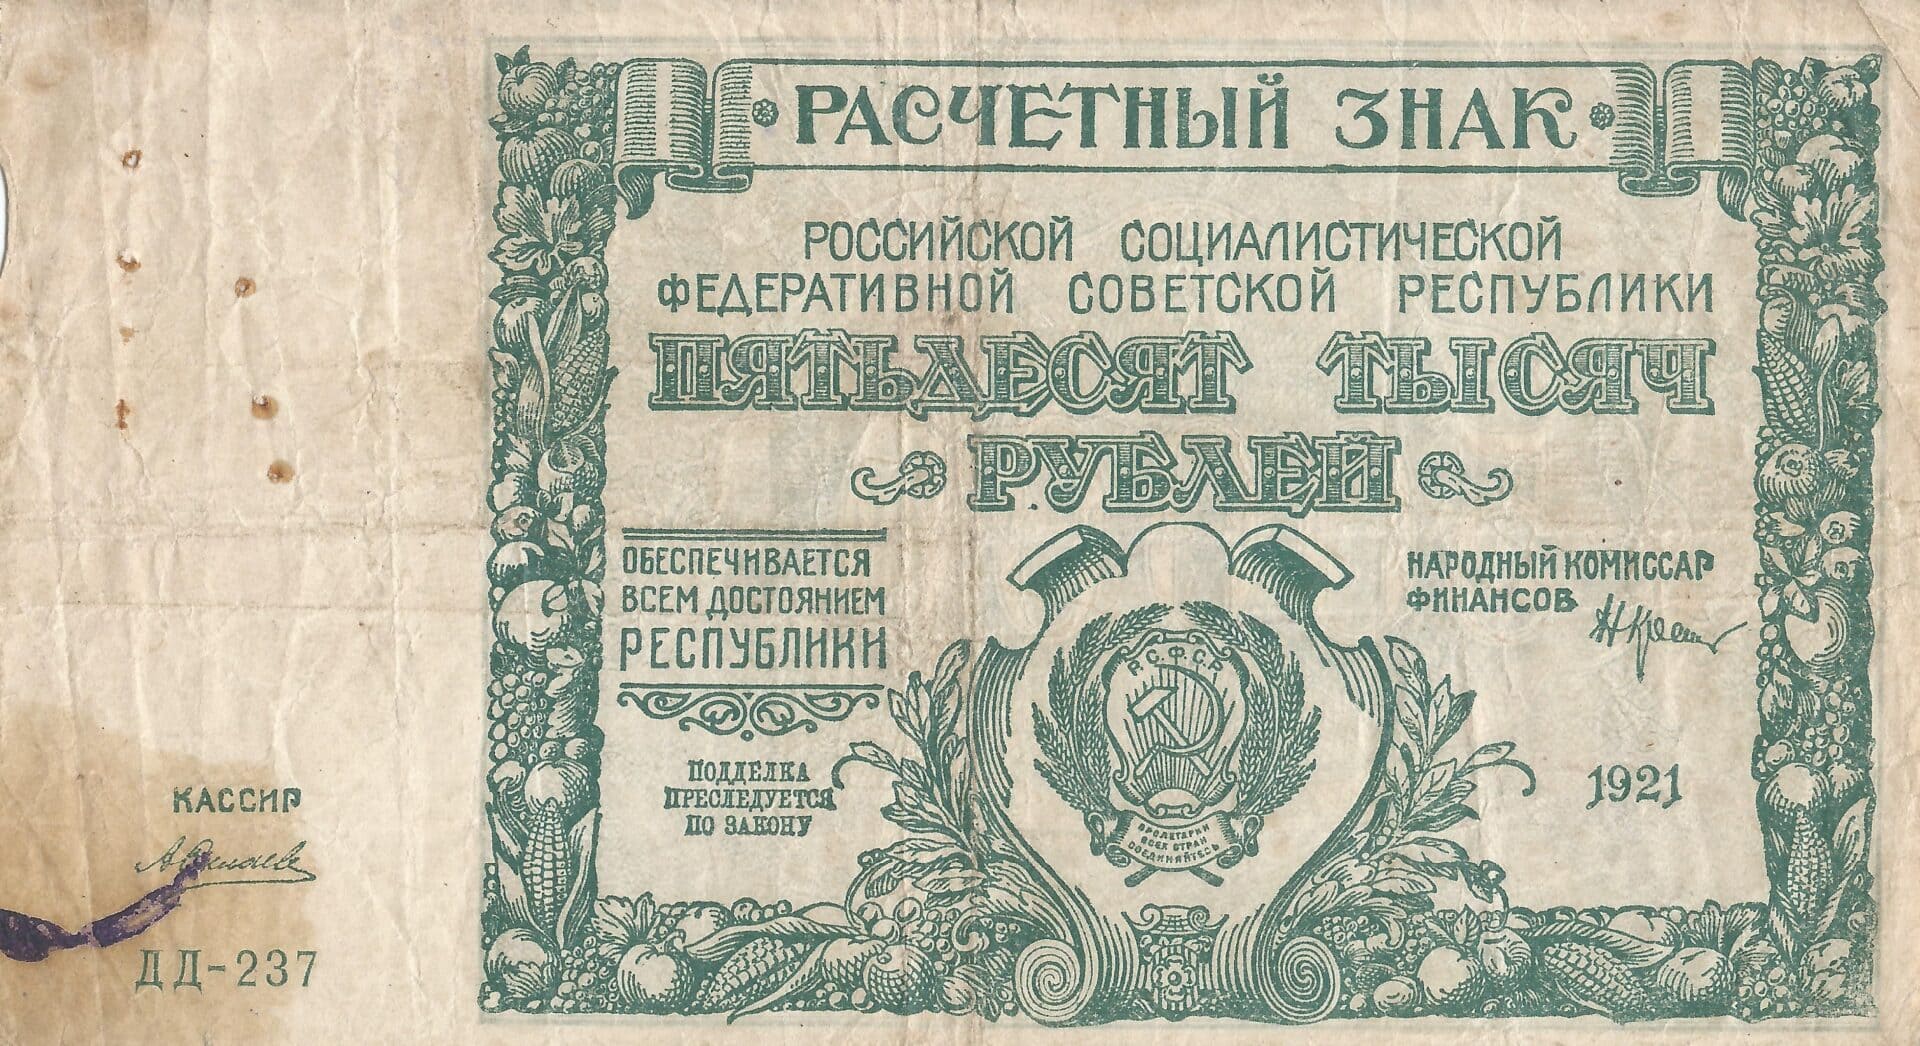 РАСЧЕТНЫЙ ЗНАК
РОССИЙСКОЙ СОЦИАЛИСТИЧЕСКОЙ
ФЕДЕРАТИВНОЙ СОВЕТСКОЙ РЕСПУБЛИКИ
ПЯТЬДЕСЯТ ТЫСЯЧ
РУБЛЕЙ
ОБЕСПЕЧИВАЕТСЯ
ВСЕМ ДОСТОЯНИЕМ
РЕСПУБЛИКИ
ПОДДЕЛКА
ПРЕСЛЕДУЕТСЯ
ПО ЗАКОНУ
Р.С.Ф.С.Р.
ПРОЛЕТАРИИ
ВСЕХ СТРАН
СОЕДИНЯЙТЕСЬ
НАРОДНЫЙ КОМИССАР
ФИНАНСОВ
1921
КАССИР
ДД-237